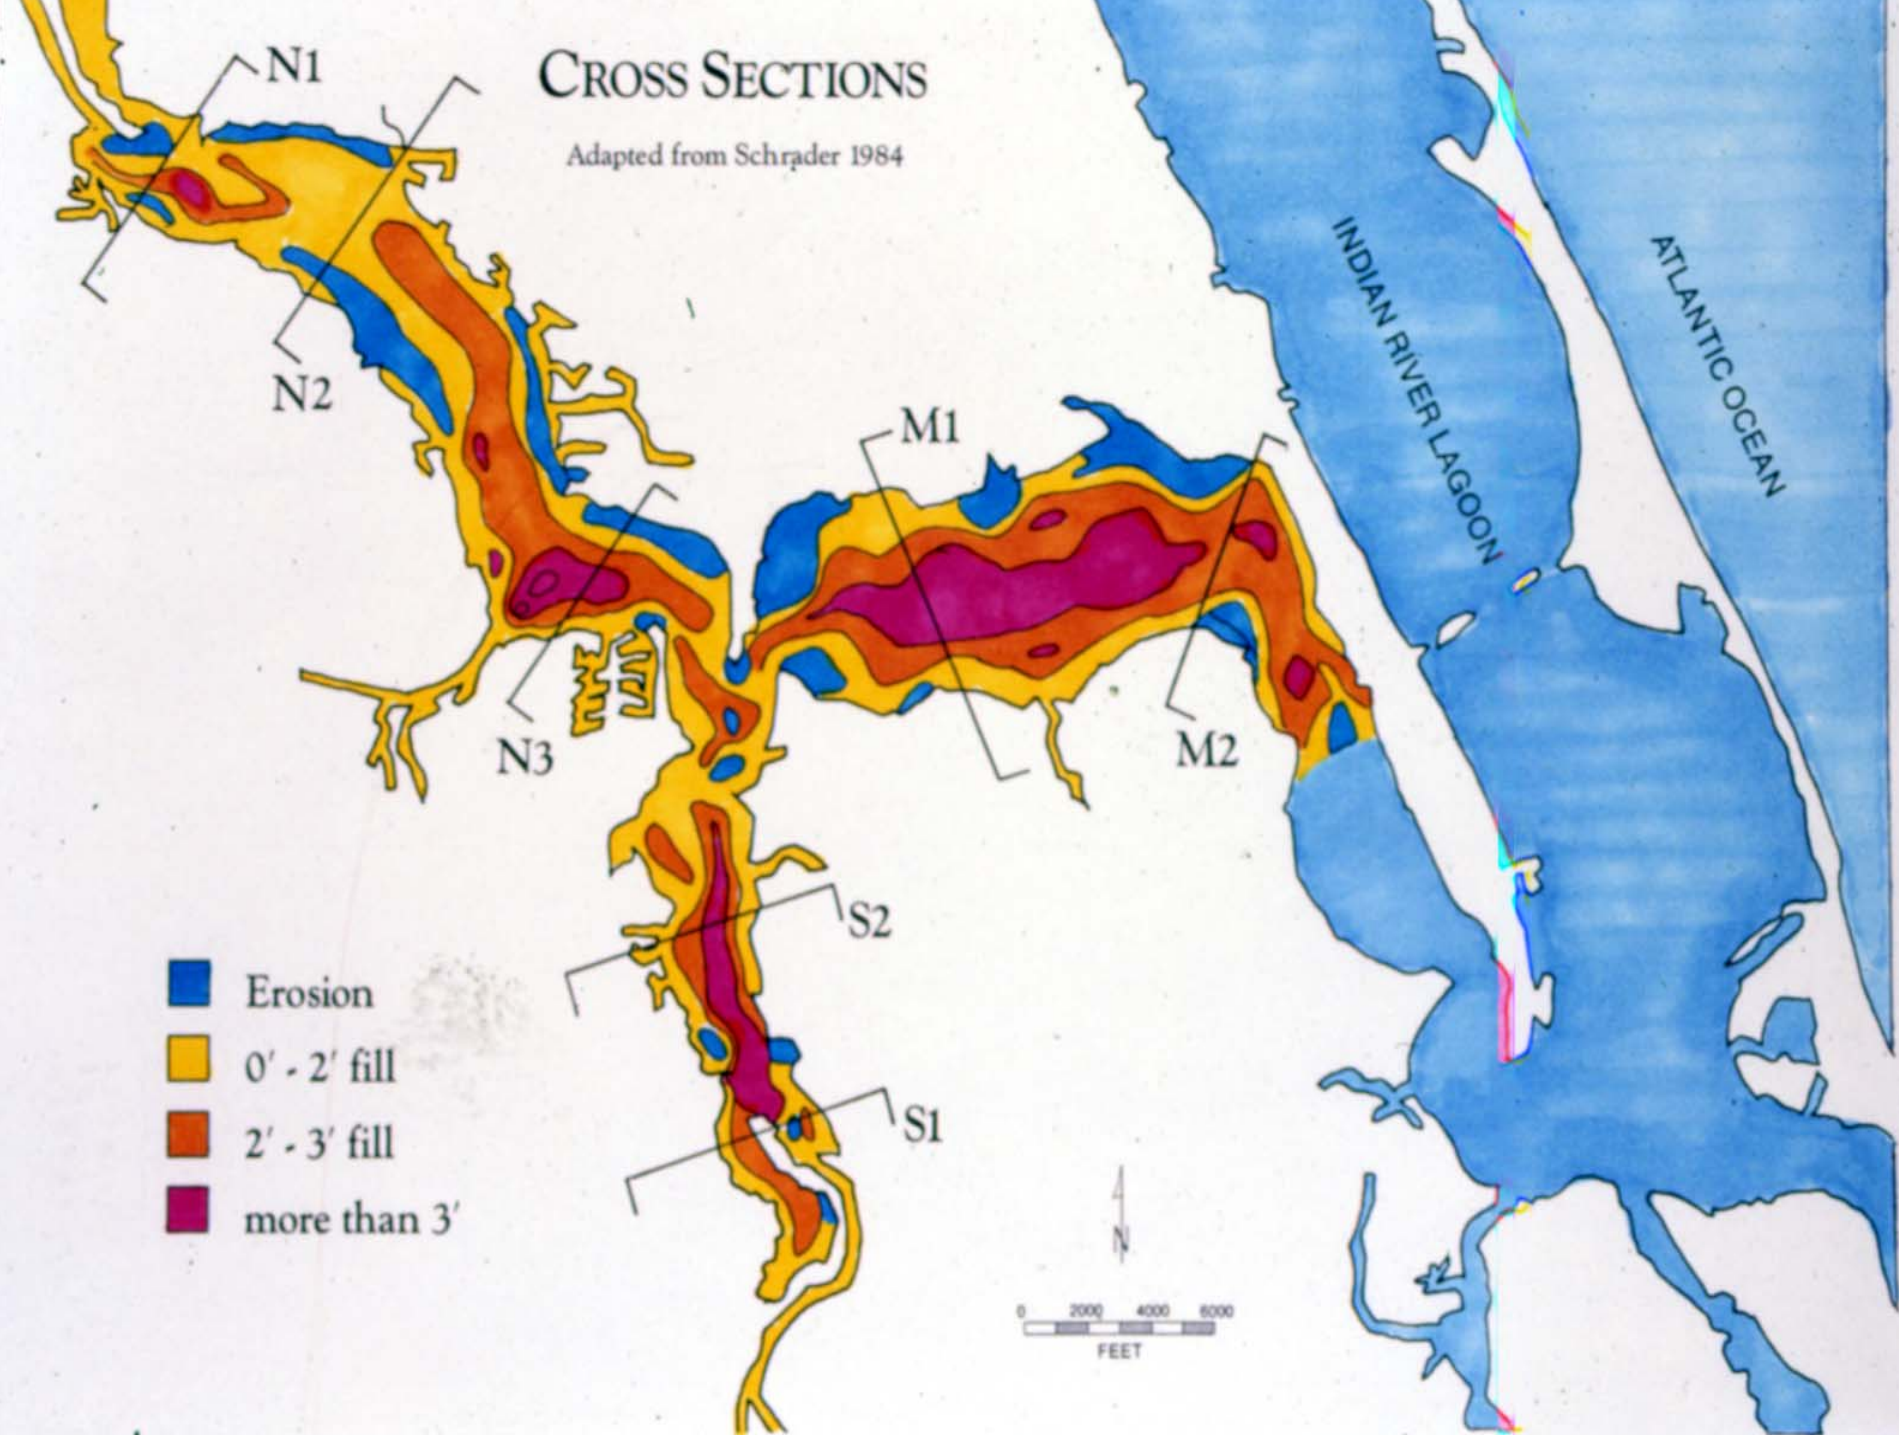 CROSS SECTIONS
Adapted from Schrader 1984
N1
N2
N3
M1
M2
S2
S1
INDIAN RIVER LAGOON
ATLANTIC OCEAN
Erosion
0' - 2' fill
2' - 3' fill
more than 3'
N
0 2000 4000 6000
FEET